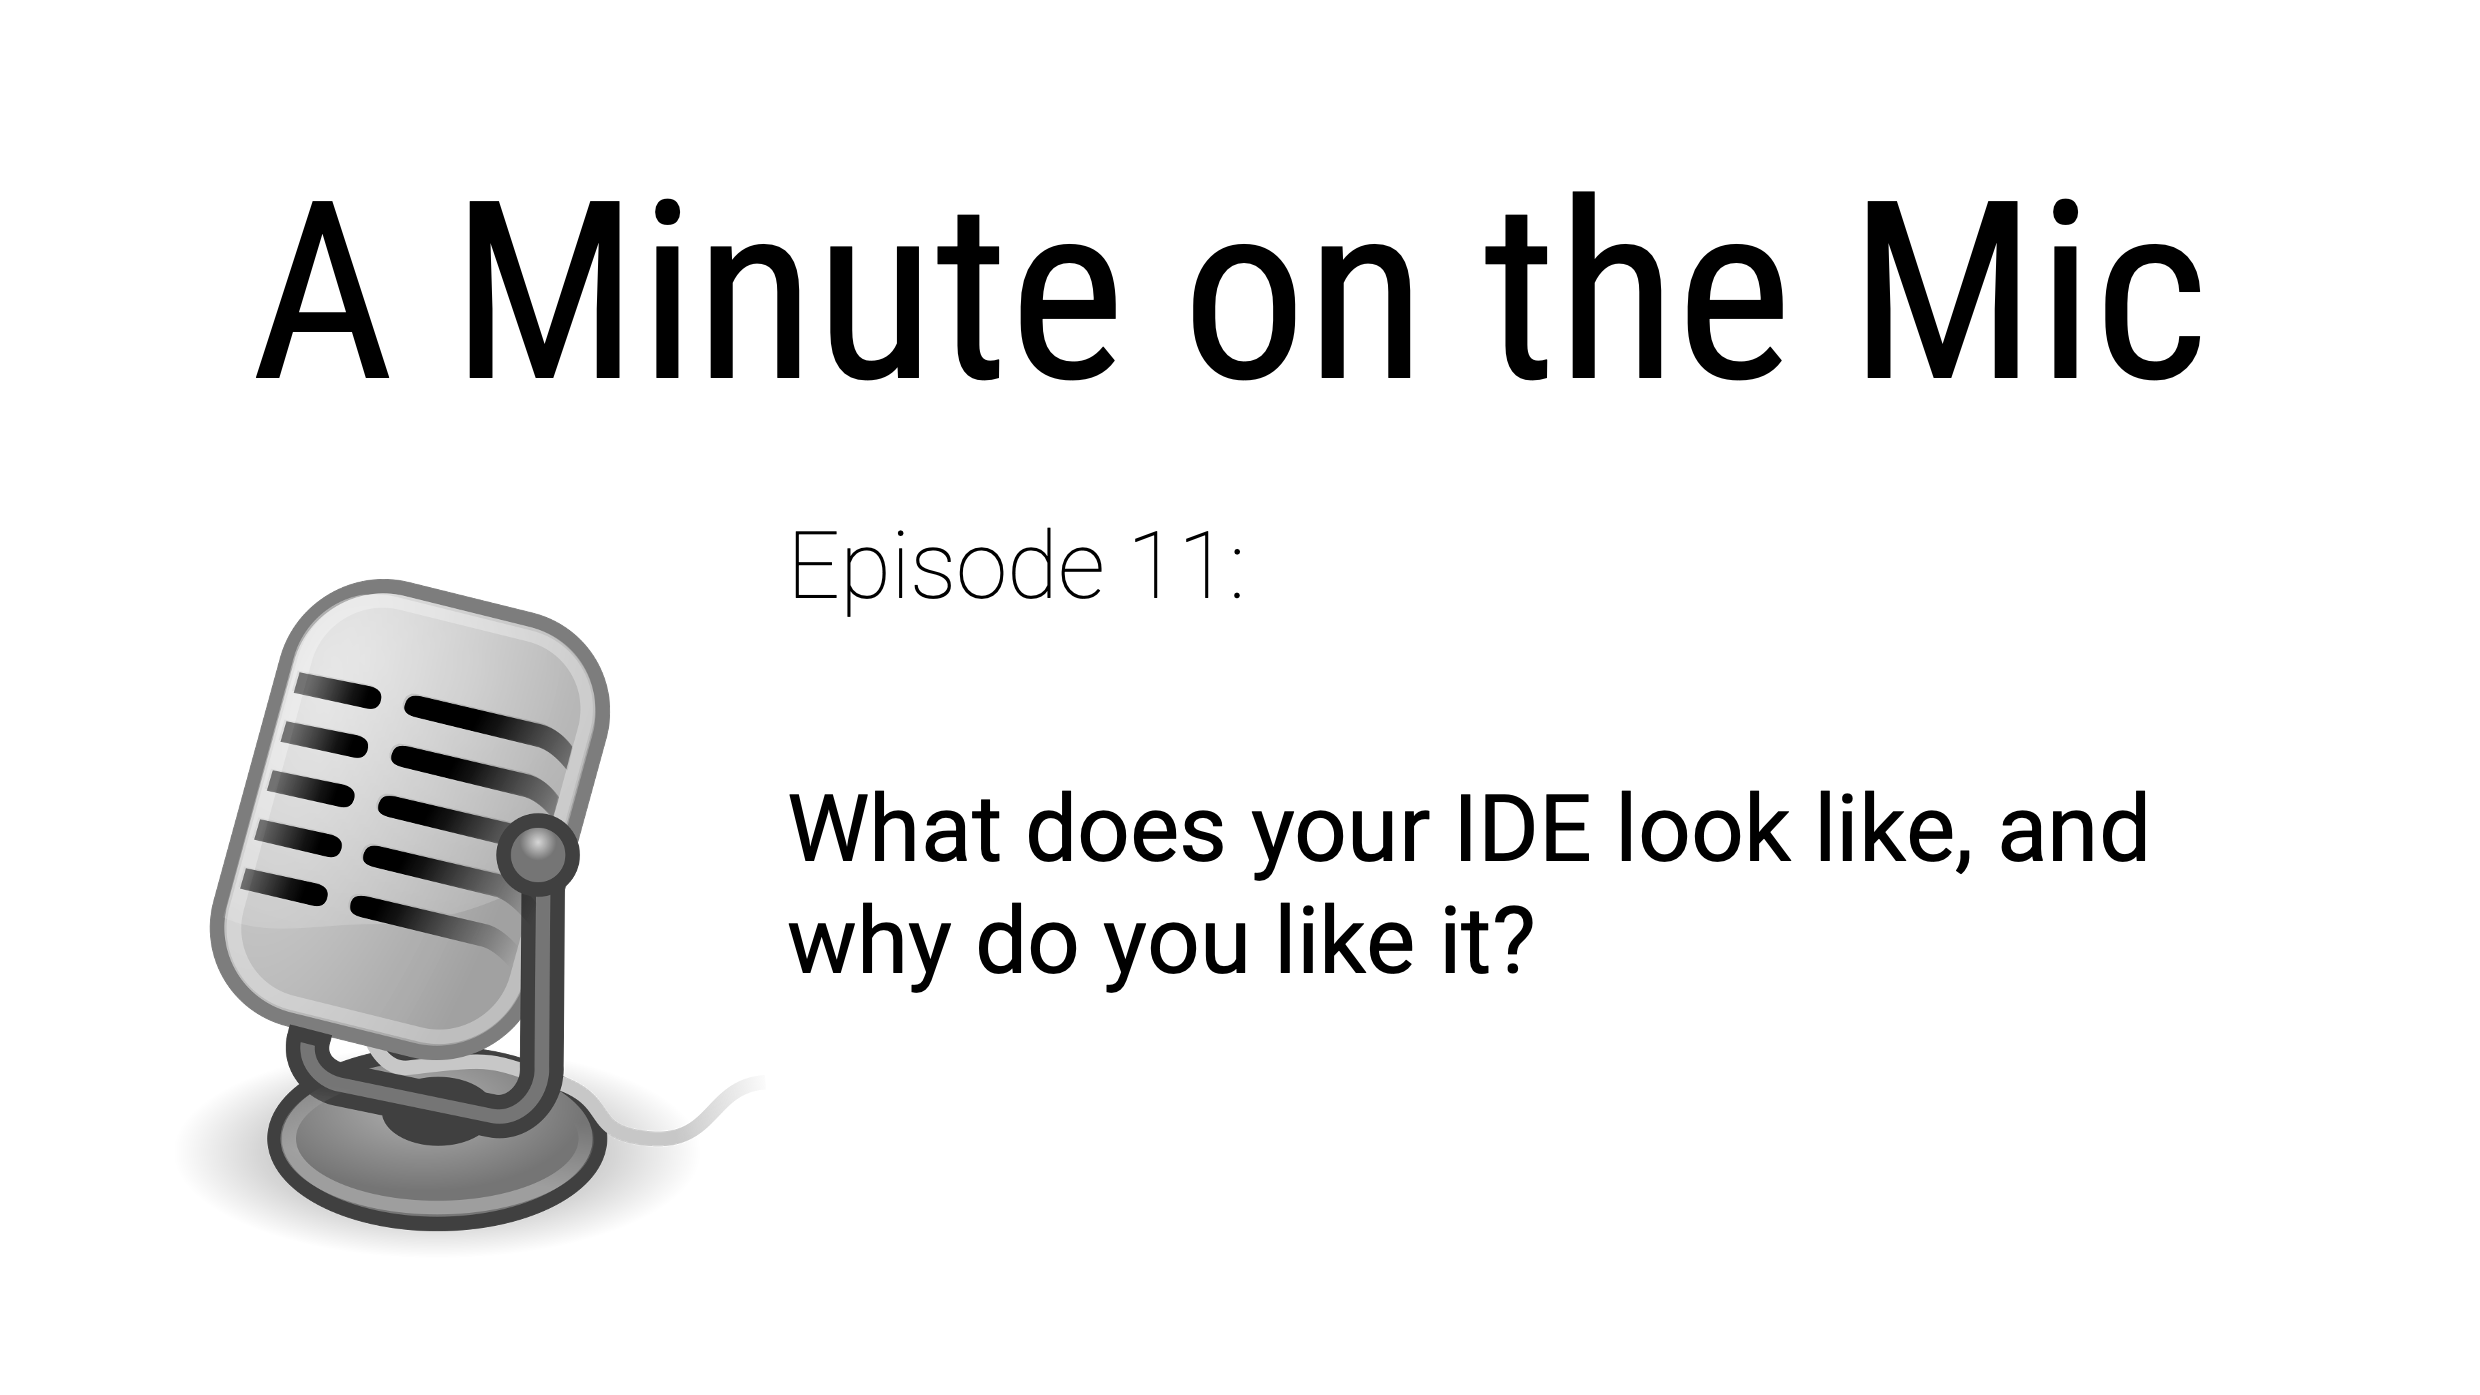 A Minute on the Mic
Episode 11:
What does your IDE look like, and
why do you like it?